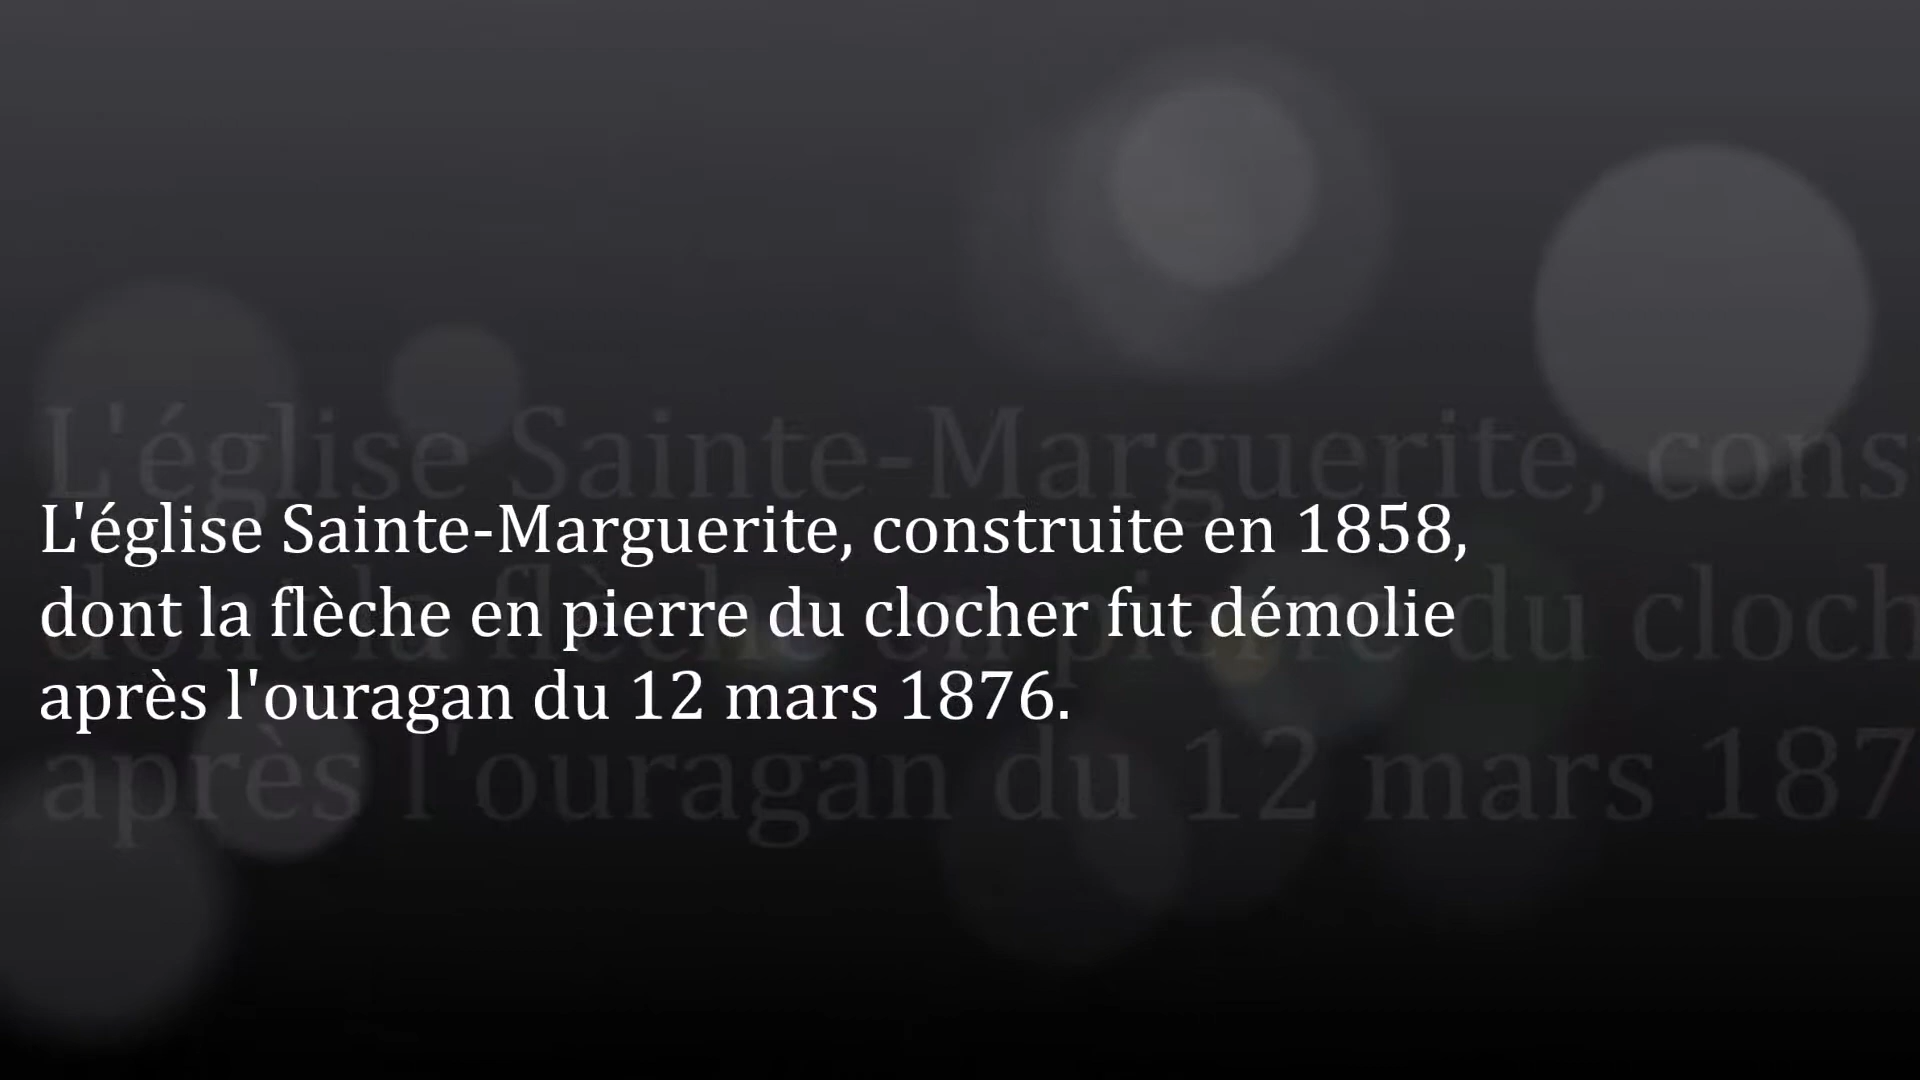 L'église Sainte-Marguerite, construite en 1858,
dont la flèche en pierre du clocher fut démolie
après l'ouragan du 12 mars 1876.